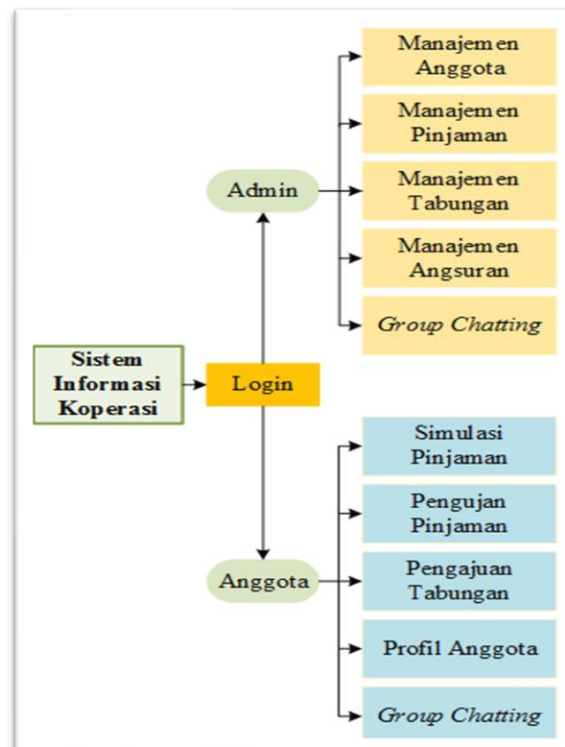 Manajemen
Anggota
Manajemen
Pinjaman
Admin
Manajemen
Tabungan
Manajemen
Angsuran
Group Chatting
Sistem
Informasi
Koperasi
Login
Simulasi
Pinjaman
Pengujan
Pinjaman
Anggota
Pengajuan
Tabungan
Profil Anggota
Group Chatting